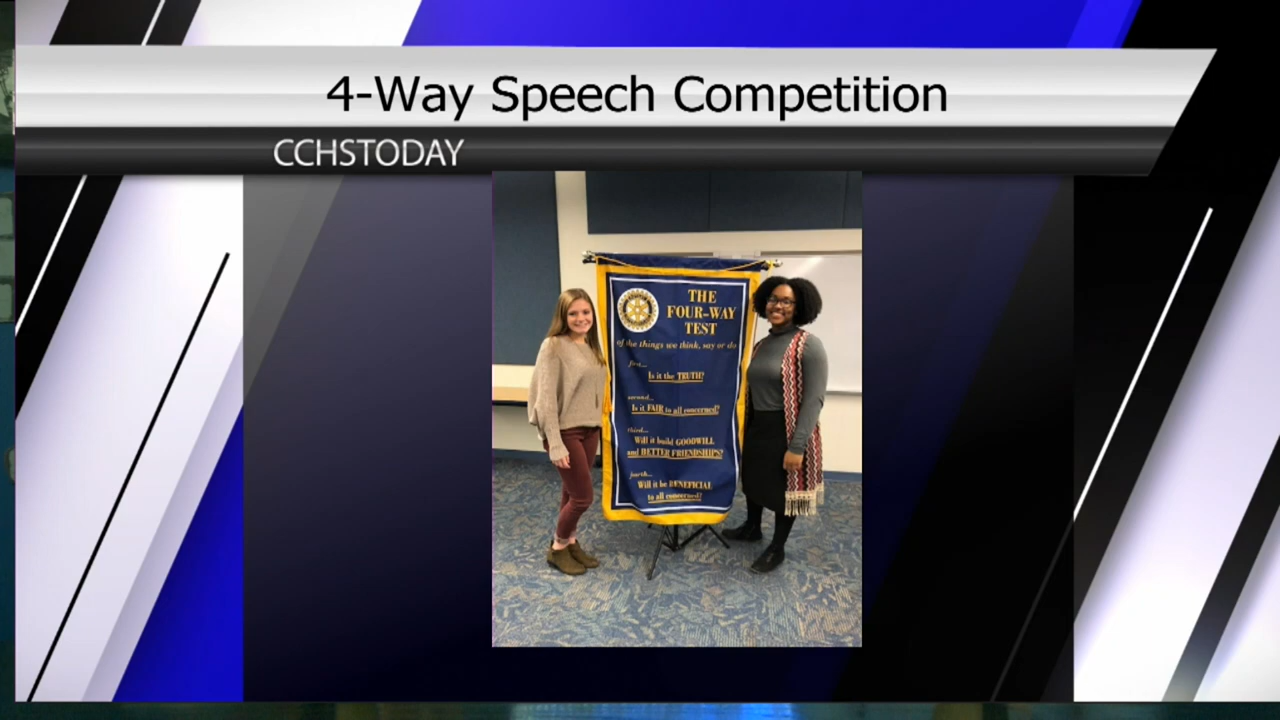 4-Way Speech Competition
CCHSTODAY
THE
FOUR-WAY
TEST
of the things we think, say or do
first...
Is it the TRUTH?
second...
Is it FAIR to all concerned?
third...
Will it build GOODWILL
and BETTER FRIENDSHIPS?
fourth...
Will it be BENEFICIAL
to all concerned?